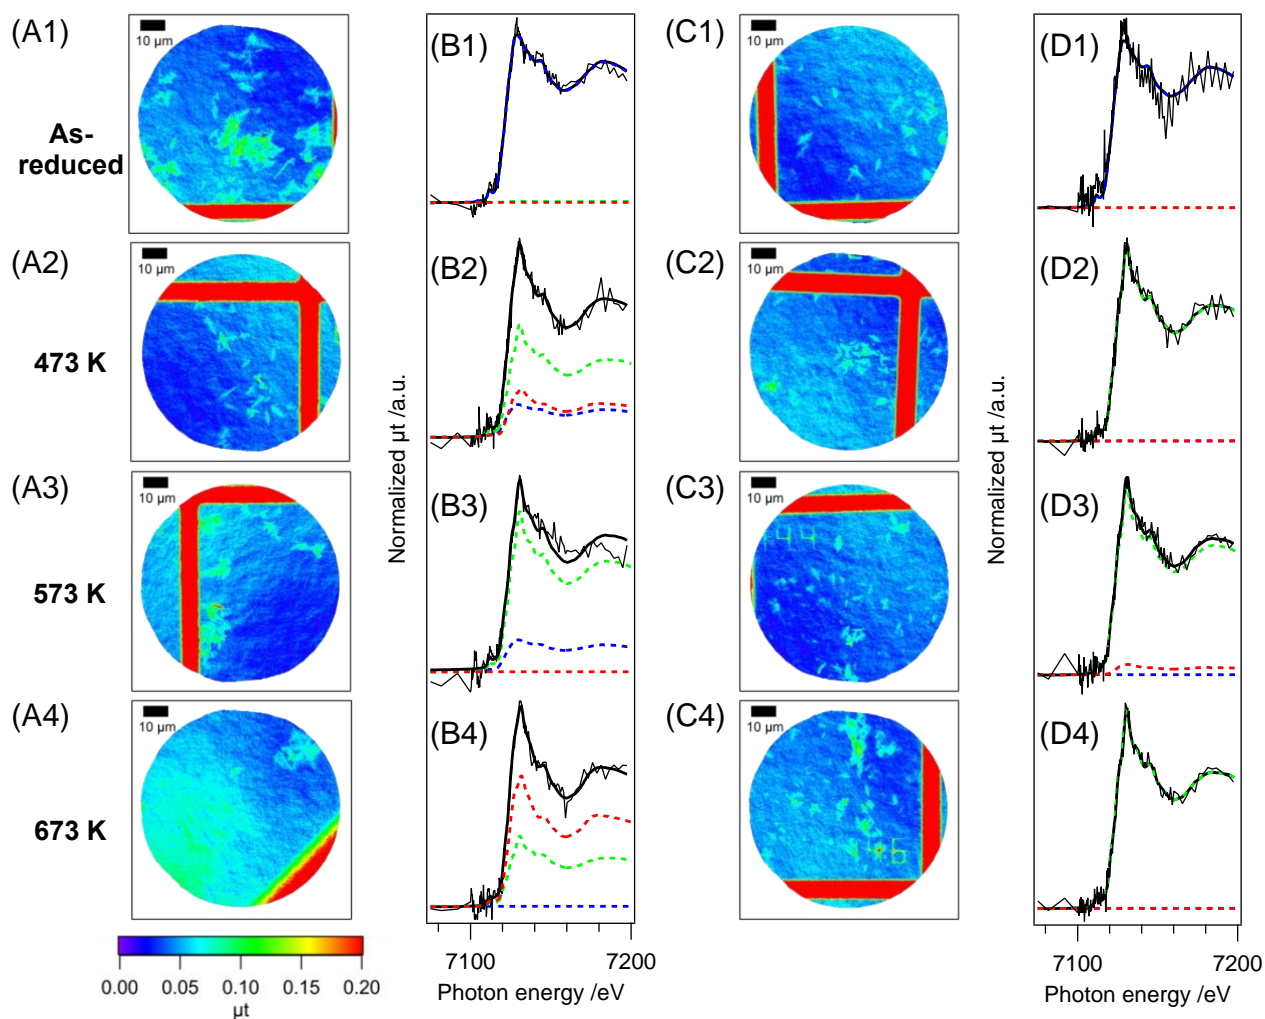 (A1)
10 µm
(B1)
(C1)
10 µm
(D1)
As-
reduced
(A2)
10 µm
(B2)
(C2)
10 µm
(D2)
473 K
Normalized µt /a.u.
Normalized µt /a.u.
(A3)
10 µm
(B3)
(C3)
10 µm
(D3)
573 K
(A4)
10 µm
(B4)
(C4)
10 µm
(D4)
673 K
146
0.00 0.05 0.10 0.15 0.20
µt
7100 7200
Photon energy /eV
7100 7200
Photon energy /eV